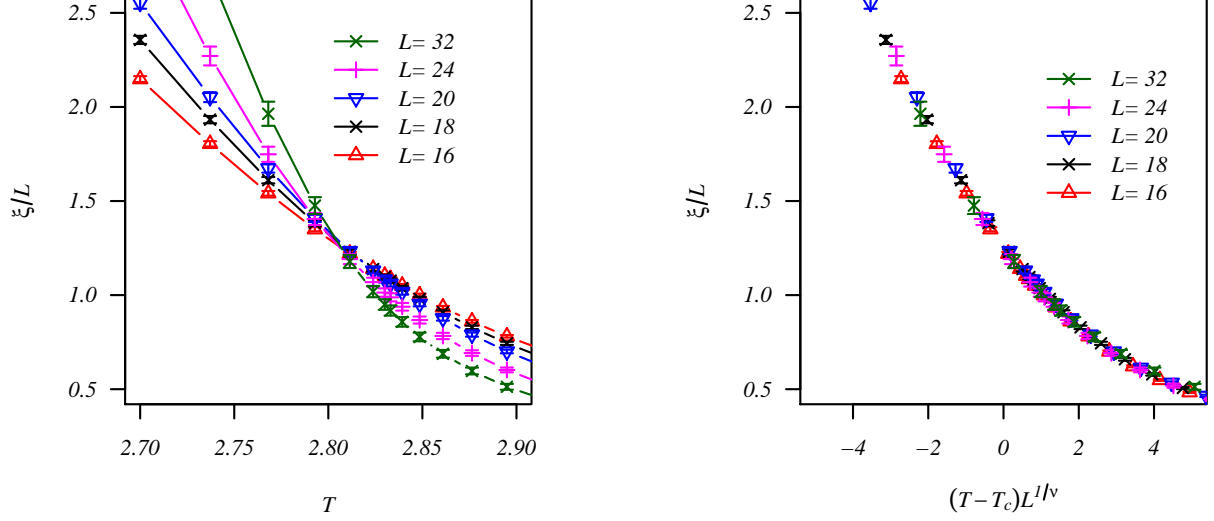 2.5
2.0
1.5
1.0
0.5
ξ/L
L= 32
L= 24
L= 20
L= 18
L= 16
2.70 2.75 2.80 2.85 2.90
T
2.5
2.0
1.5
1.0
0.5
ξ/L
L= 32
L= 24
L= 20
L= 18
L= 16
−4 −2 0 2 4
(T−Tc)L^1/ν